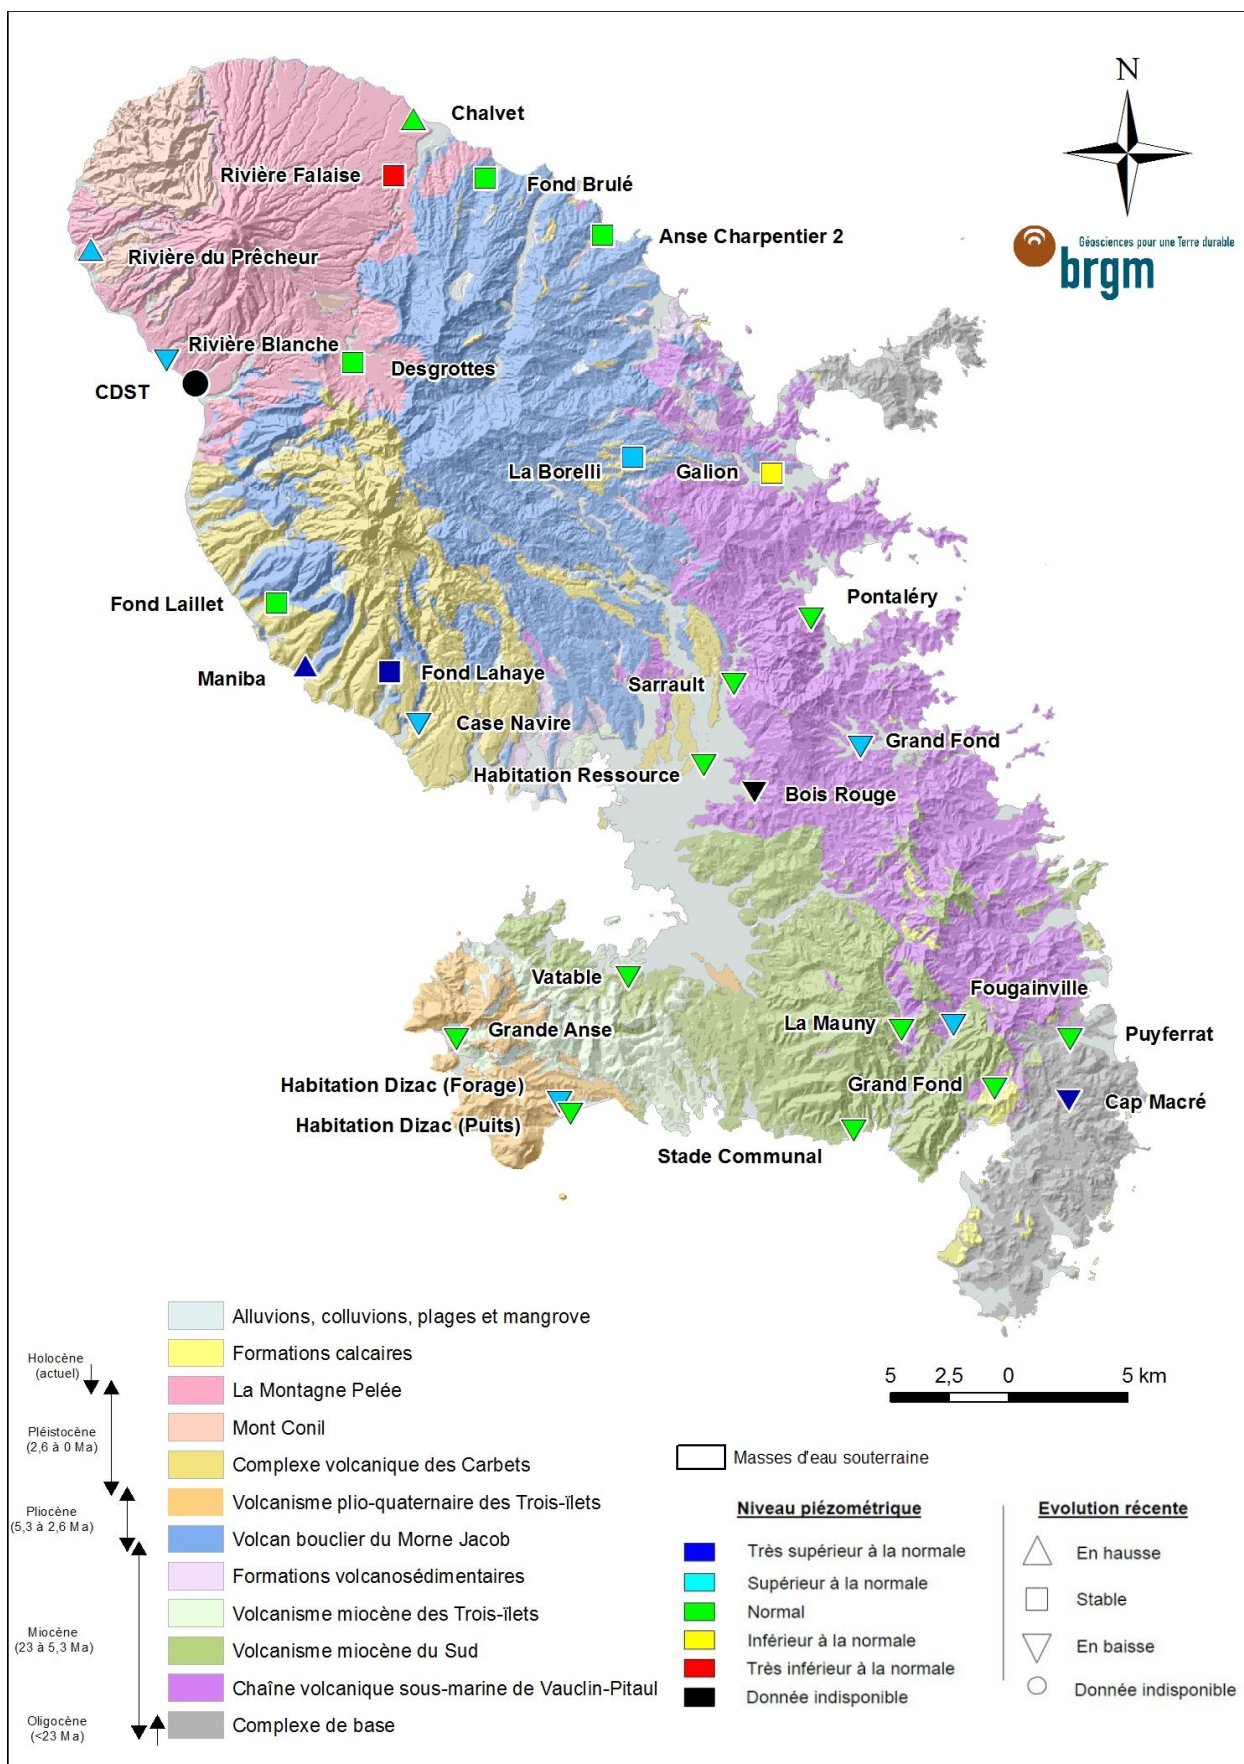 N
Chalvet
Rivière Falaise
Fond Brulé
Anse Charpentier 2
Géosciences pour une Terre durable
brgm
Rivière du Prêcheur
Rivière Blanche
Desgrottes
CDST
La Borelli
Galion
Fond Laillet
Pontaléry
Maniba
Fond Lahaye
Sarrault
Case Navire
Grand Fond
Habitation Ressource
Bois Rouge
Vatable
Fougainville
Grande Anse
La Mauny
Puyferrat
Habitation Dizac (Forage)
Grand Fond
Cap Macré
Habitation Dizac (Puits)
Stade Communal
Alluvions, colluvions, plages et mangrove
Formations calcaires
La Montagne Pelée
Mont Conil
Complexe volcanique des Carbets
Volcanisme plio-quaternaire des Trois-ïlets
Volcan bouclier du Morne Jacob
Formations volcanosédimentaires
Volcanisme miocène des Trois-ïlets
Volcanisme miocène du Sud
Chaîne volcanique sous-marine de Vauclin-Pitaul
Complexe de base
Holocène
(actuel)
Pléistocène
(2,6 à 0 Ma)
Pliocène
(5,3 à 2,6 Ma)
Miocène
(23 à 5,3 Ma)
Oligocène
(<23 Ma)
5 2,5 0 5 km
Masses d'eau souterraine
Niveau piézométrique
Très supérieur à la normale
Supérieur à la normale
Normal
Inférieur à la normale
Très inférieur à la normale
Donnée indisponible
Evolution récente
En hausse
Stable
En baisse
Donnée indisponible